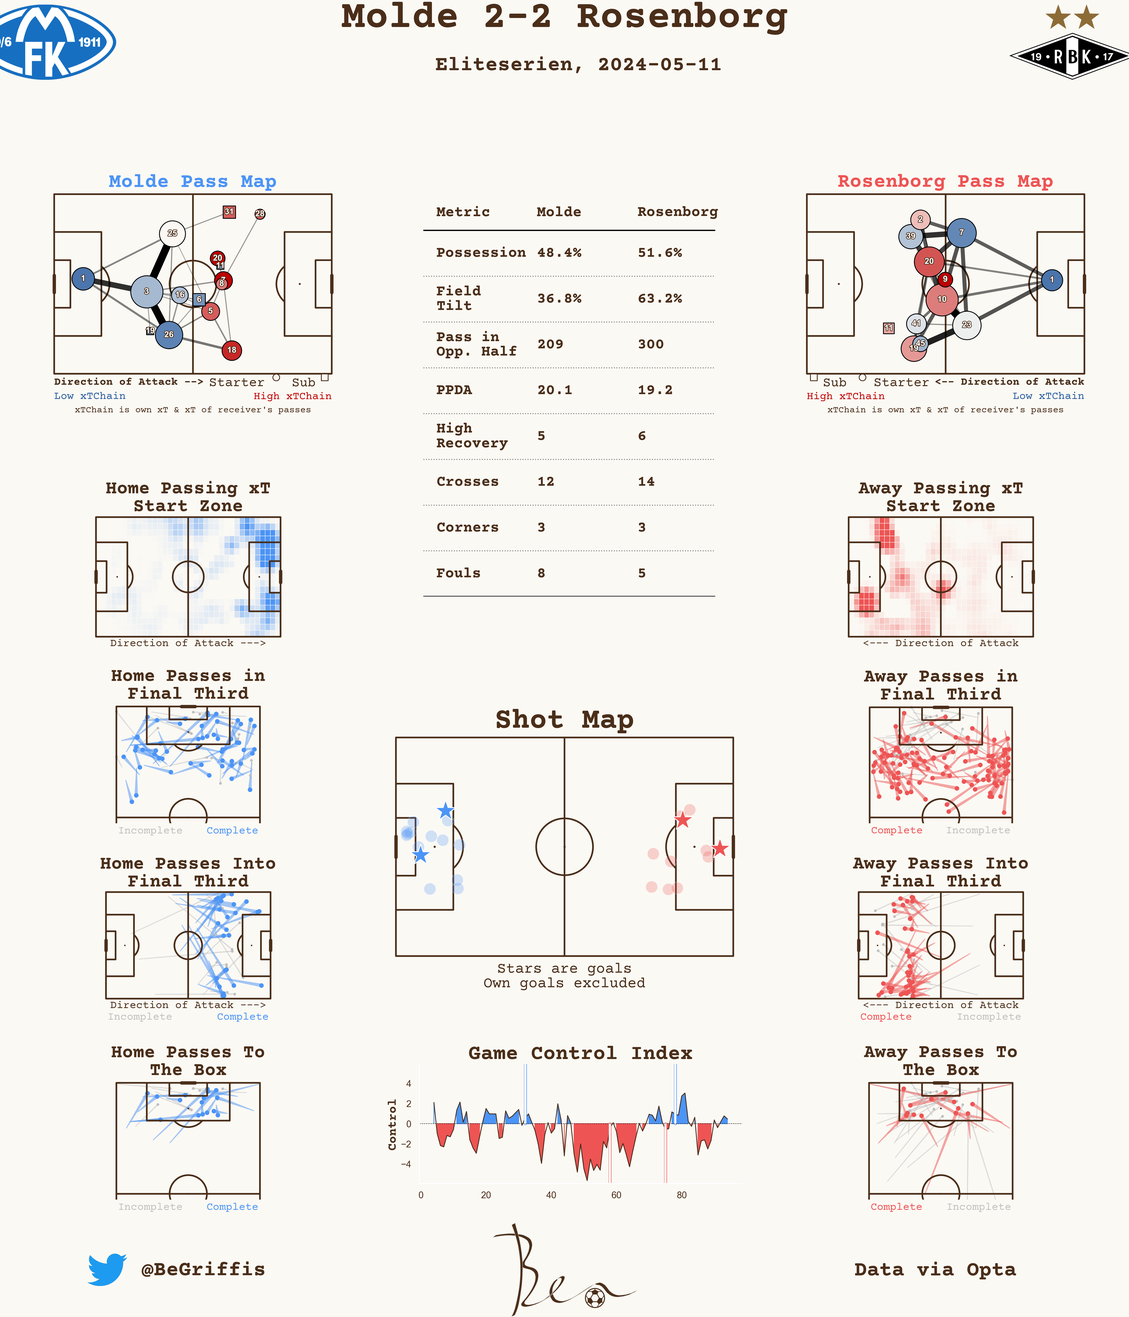 Molde 2-2 Rosenborg
Eliteserien, 2024-05-11
1911
FK
19 • RBK • 17
Molde Pass Map
31
28
25
20
11
1
3
16
6
8
5
19
26
18
Direction of Attack --> Starter Sub
Low xTChain High xTChain
xTChain is own xT & xT of receiver's passes
Metric Molde Rosenborg
Possession 48.4% 51.6%
Field
Tilt 36.8% 63.2%
Pass in
Opp. Half 209 300
PPDA 20.1 19.2
High
Recovery 5 6
Crosses 12 14
Corners 3 3
Fouls 8 5
Rosenborg Pass Map
2
39
7
20
9
1
10
41
23
11
45
19
Sub Starter <-- Direction of Attack
High xTChain Low xTChain
xTChain is own xT & xT of receiver's passes
Home Passing xT
Start Zone
Direction of Attack --->
Away Passing xT
Start Zone
<--- Direction of Attack
Home Passes in
Final Third
Incomplete Complete
Away Passes in
Final Third
Complete Incomplete
Shot Map
Stars are goals
Own goals excluded
Home Passes Into
Final Third
Direction of Attack --->
Incomplete Complete
Away Passes Into
Final Third
<--- Direction of Attack
Complete Incomplete
Home Passes To
The Box
Incomplete Complete
Game Control Index
Control
4
2
0
−2
−4
0 20 40 60 80
Away Passes To
The Box
Complete Incomplete
@BeGriffis
Ben
Data via Opta